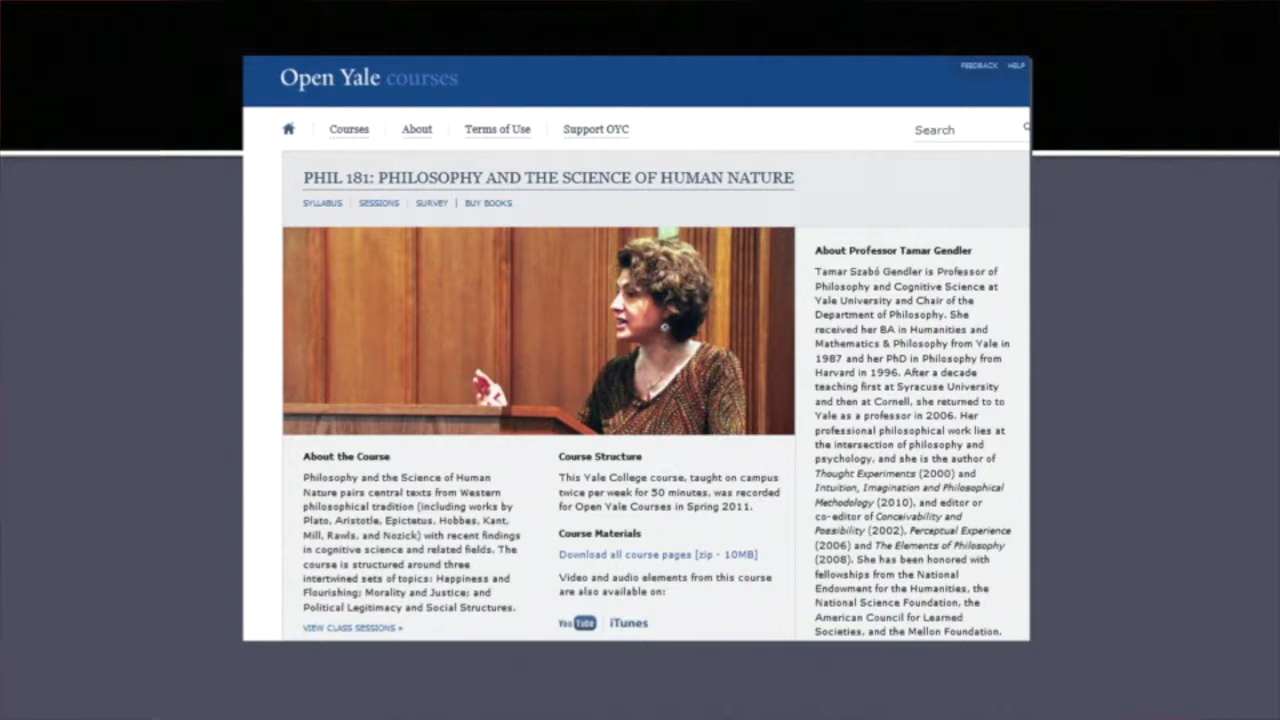 Open Yale courses
FEEDBACK HELP
Courses About Terms of Use Support OYC
Search
PHIL 181: PHILOSOPHY AND THE SCIENCE OF HUMAN NATURE
SYLLABUS SESSIONS SURVEY BUY BOOKS
About the Course
Philosophy and the Science of Human
Nature pairs central texts from Western
philosophical tradition (including works by
Plato, Aristotle, Epictetus, Hobbes, Kant,
Mill, Rawls, and Nozick) with recent findings
in cognitive science and related fields. The
course is structured around three
intertwined sets of topics: Happiness and
Flourishing; Morality and Justice; and
Political Legitimacy and Social Structures.
VIEW CLASS SESSIONS »
Course Structure
This Yale College course, taught on campus
twice per week for 50 minutes, was recorded
for Open Yale Courses in Spring 2011.
Course Materials
Download all course pages [zip - 10MB]
Video and audio elements from this course
are also available on:
YouTube iTunes
About Professor Tamar Gendler
Tamar Szabó Gendler is Professor of
Philosophy and Cognitive Science at
Yale University and Chair of the
Department of Philosophy. She
received her BA in Humanities and
Mathematics & Philosophy from Yale in
1987 and her PhD in Philosophy from
Harvard in 1996. After a decade
teaching first at Syracuse University
and then at Cornell, she returned to to
Yale as a professor in 2006. Her
professional philosophical work lies at
the intersection of philosophy and
psychology, and she is the author of
Thought Experiments (2000) and
Intuition, Imagination and Philosophical
Methodology (2010), and editor or
co-editor of Conceivability and
Possibility (2002), Perceptual Experience
(2006) and The Elements of Philosophy
(2008). She has been honored with
fellowships from the National
Endowment for the Humanities, the
National Science Foundation, the
American Council for Learned
Societies, and the Mellon Foundation.